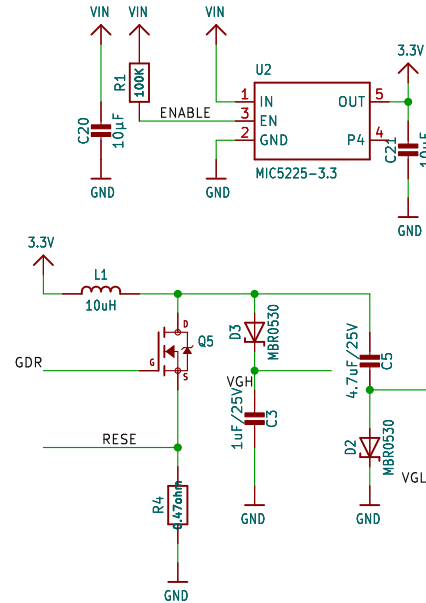 VIN
VIN
VIN
R1
100K
C20
10µF
ENABLE
GND
U2
1
IN
3
EN
2
GND
OUT
5
P4
4
MIC5225-3.3
GND
3.3V
C21
GND
3.3V
L1
10uH
D
G
S
Q5
GDR
RESE
R4
0.47ohm
GND
D3
MBR0530
VGH
1uF/25V
C3
GND
4.7uF/25V
C5
D2
MBR0530
VGL
GND